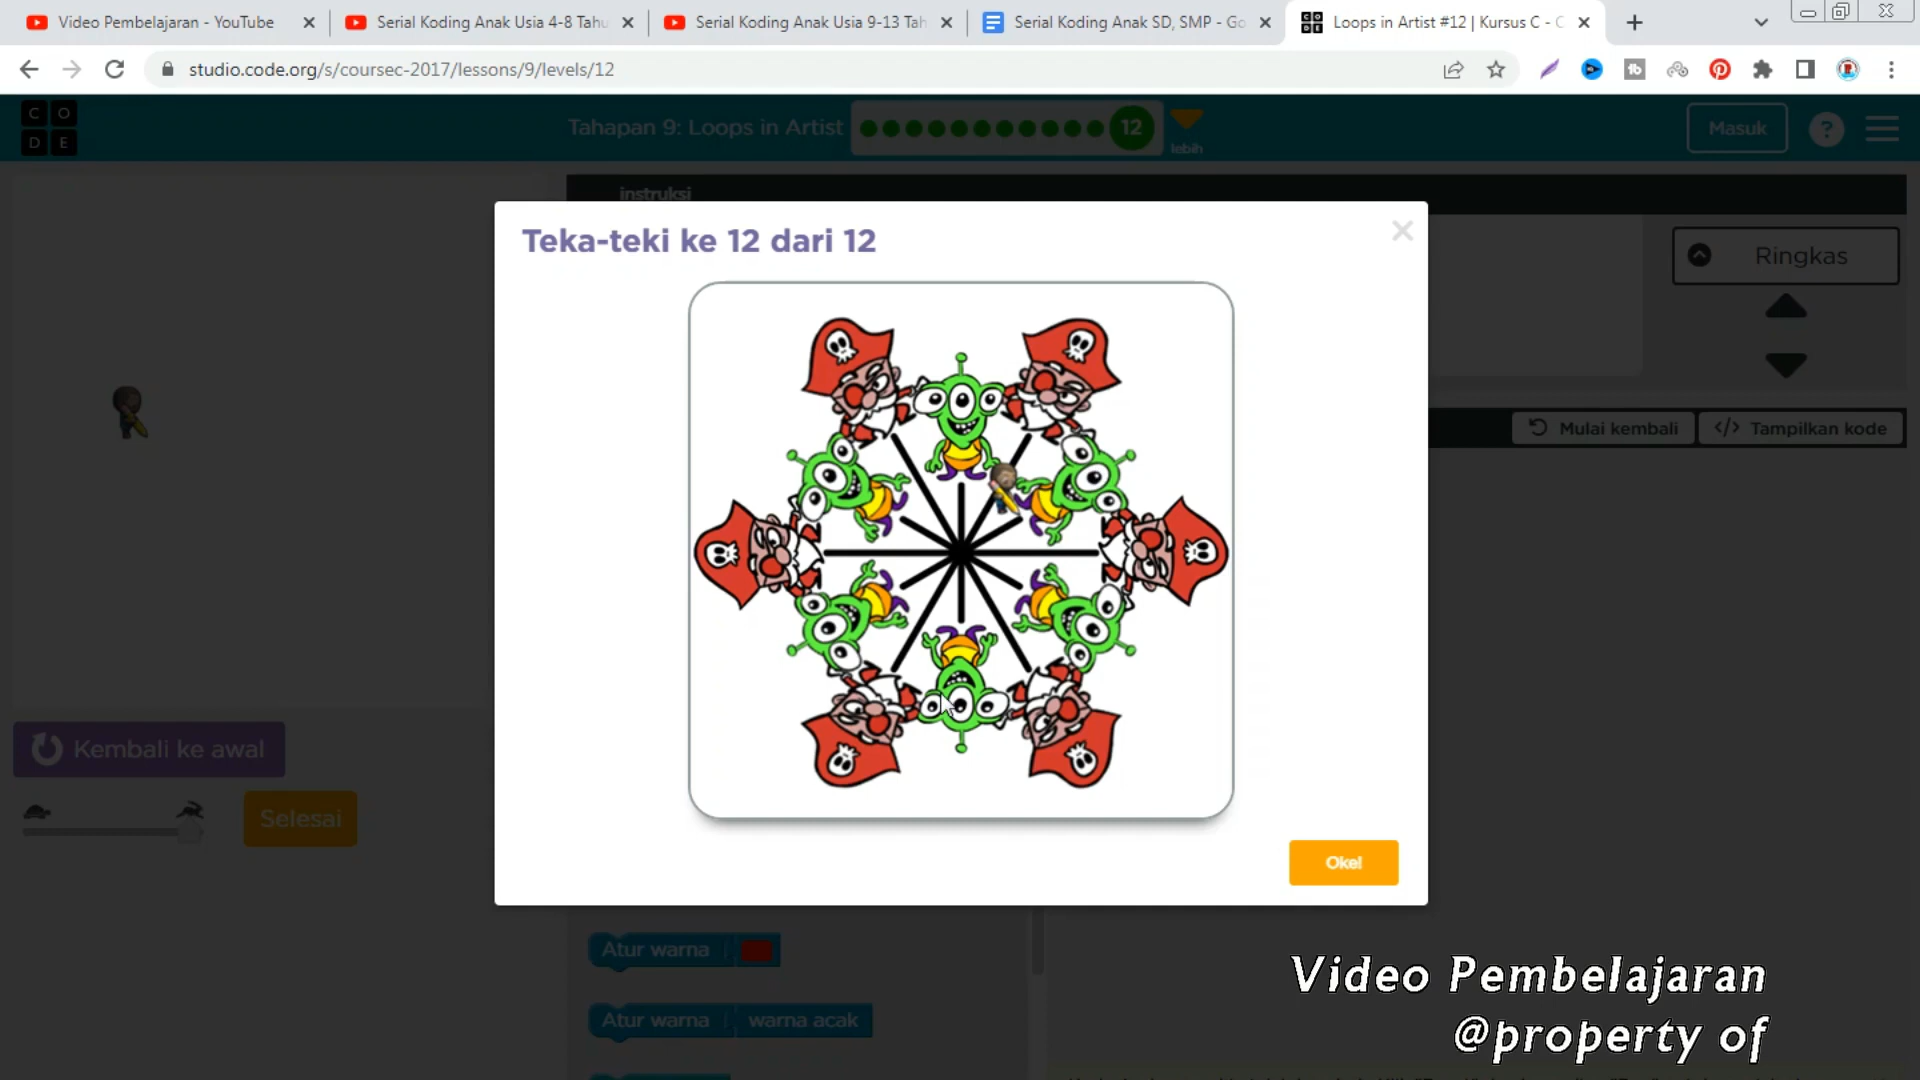 Video Pembelajaran - YouTube
Serial Koding Anak Usia 4-8 Tahu
Serial Koding Anak Usia 9-13 Tah
Serial Koding Anak SD, SMP - Go
Loops in Artist #12 | Kursus C - C
studio.code.org/s/coursec-2017/lessons/9/levels/12
C O
D E
Tahapan 9: Loops in Artist
12
lebih
Masuk
?
instruksi
Teka-teki ke 12 dari 12
Ringkas
Mulai kembali
</> Tampilkan kode
Kembali ke awal
Selesai
Oke!
Atur warna
Atur warna warna acak
Video Pembelajaran
@property of